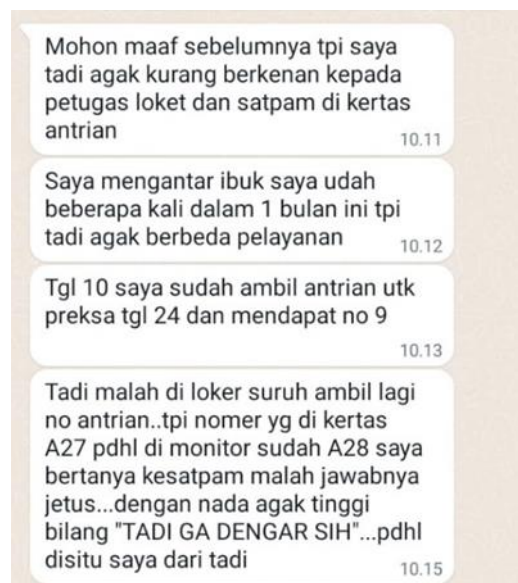 Mohon maaf sebelumnya tpi saya
tadi agak kurang berkenan kepada
petugas loket dan satpam di kertas
antrian
10.11
Saya mengantar ibuk saya udah
beberapa kali dalam 1 bulan ini tpi
tadi agak berbeda pelayanan
10.12
Tgl 10 saya sudah ambil antrian utk
preksa tgl 24 dan mendapat no 9
10.13
Tadi malah di loker suruh ambil lagi
no antrian..tpi nomer yg di kertas
A27 pdhl di monitor sudah A28 saya
bertanya kesatpam malah jawabnya
jetus...dengan nada agak tinggi
bilang "TADI GA DENGAR SIH"...pdhl
disitu saya dari tadi
10.15